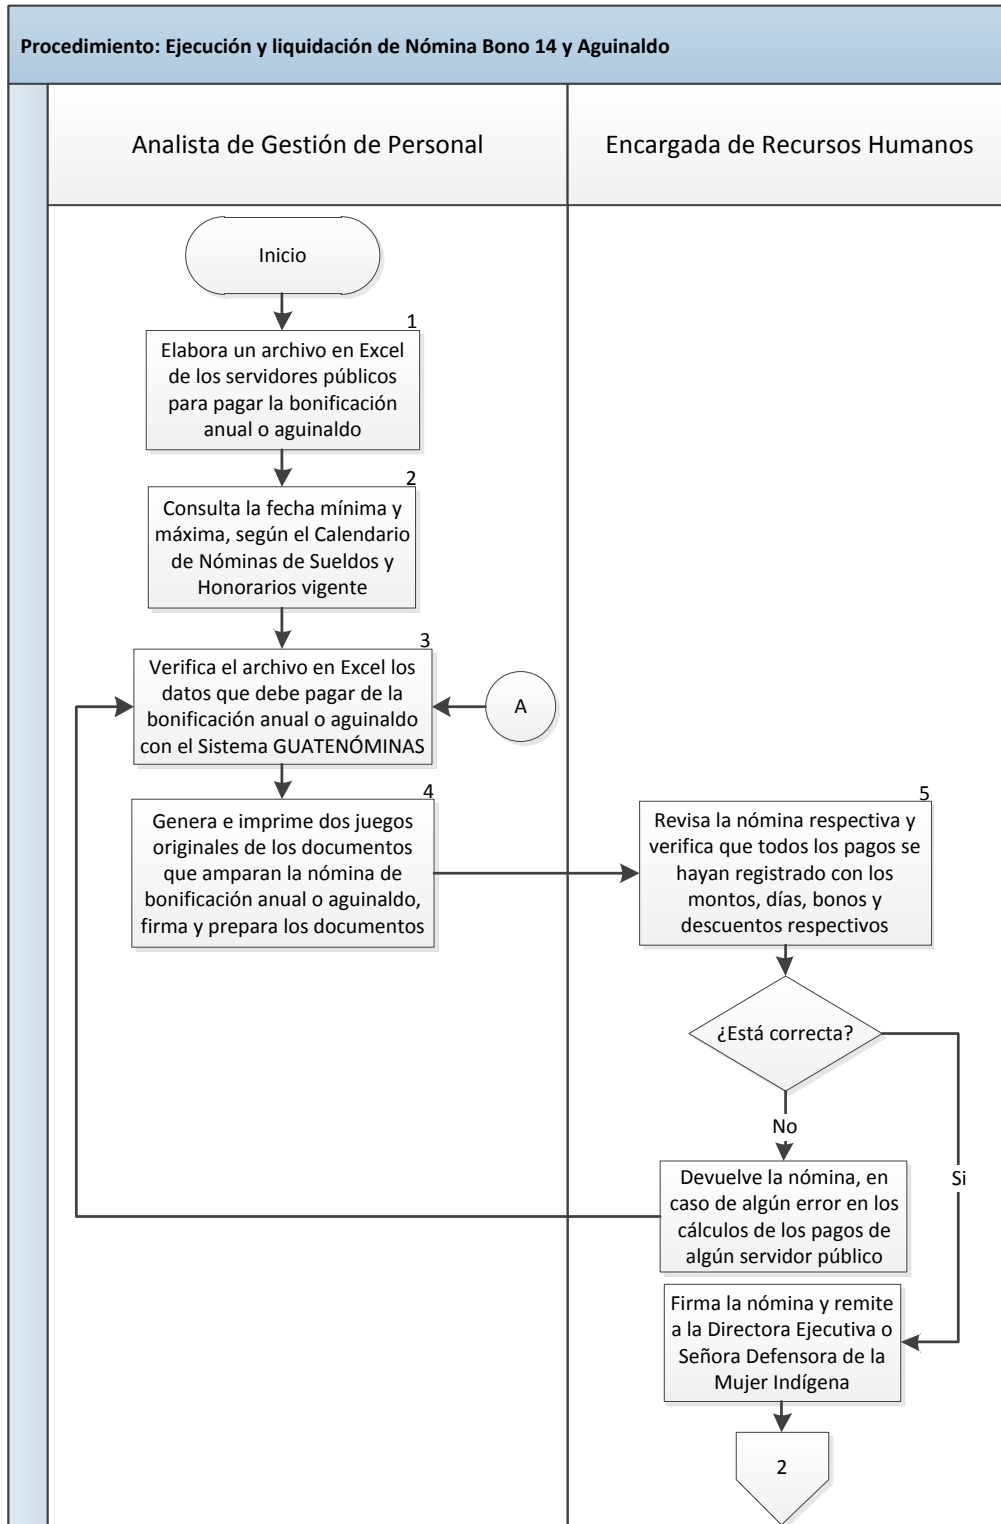 Procedimiento: Ejecución y liquidación de Nómina Bono 14 y Aguinaldo
Analista de Gestión de Personal
Encargada de Recursos Humanos
Inicio
1
Elabora un archivo en Excel
de los servidores públicos
para pagar la bonificación
anual o aguinaldo
2
Consulta la fecha mínima y
máxima, según el Calendario
de Nóminas de Sueldos y
Honorarios vigente
3
Verifica el archivo en Excel los
datos que debe pagar de la
bonificación anual o aguinaldo
con el Sistema GUATENÓMINAS
A
4
Genera e imprime dos juegos
originales de los documentos
que amparan la nómina de
bonificación anual o aguinaldo,
firma y prepara los documentos
5
Revisa la nómina respectiva y
verifica que todos los pagos se
hayan registrado con los
montos, días, bonos y
descuentos respectivos
¿Está correcta?
No
Si
Devuelve la nómina, en
caso de algún error en los
cálculos de los pagos de
algún servidor público
Firma la nómina y remite
a la Directora Ejecutiva o
Señora Defensora de la
Mujer Indígena
2